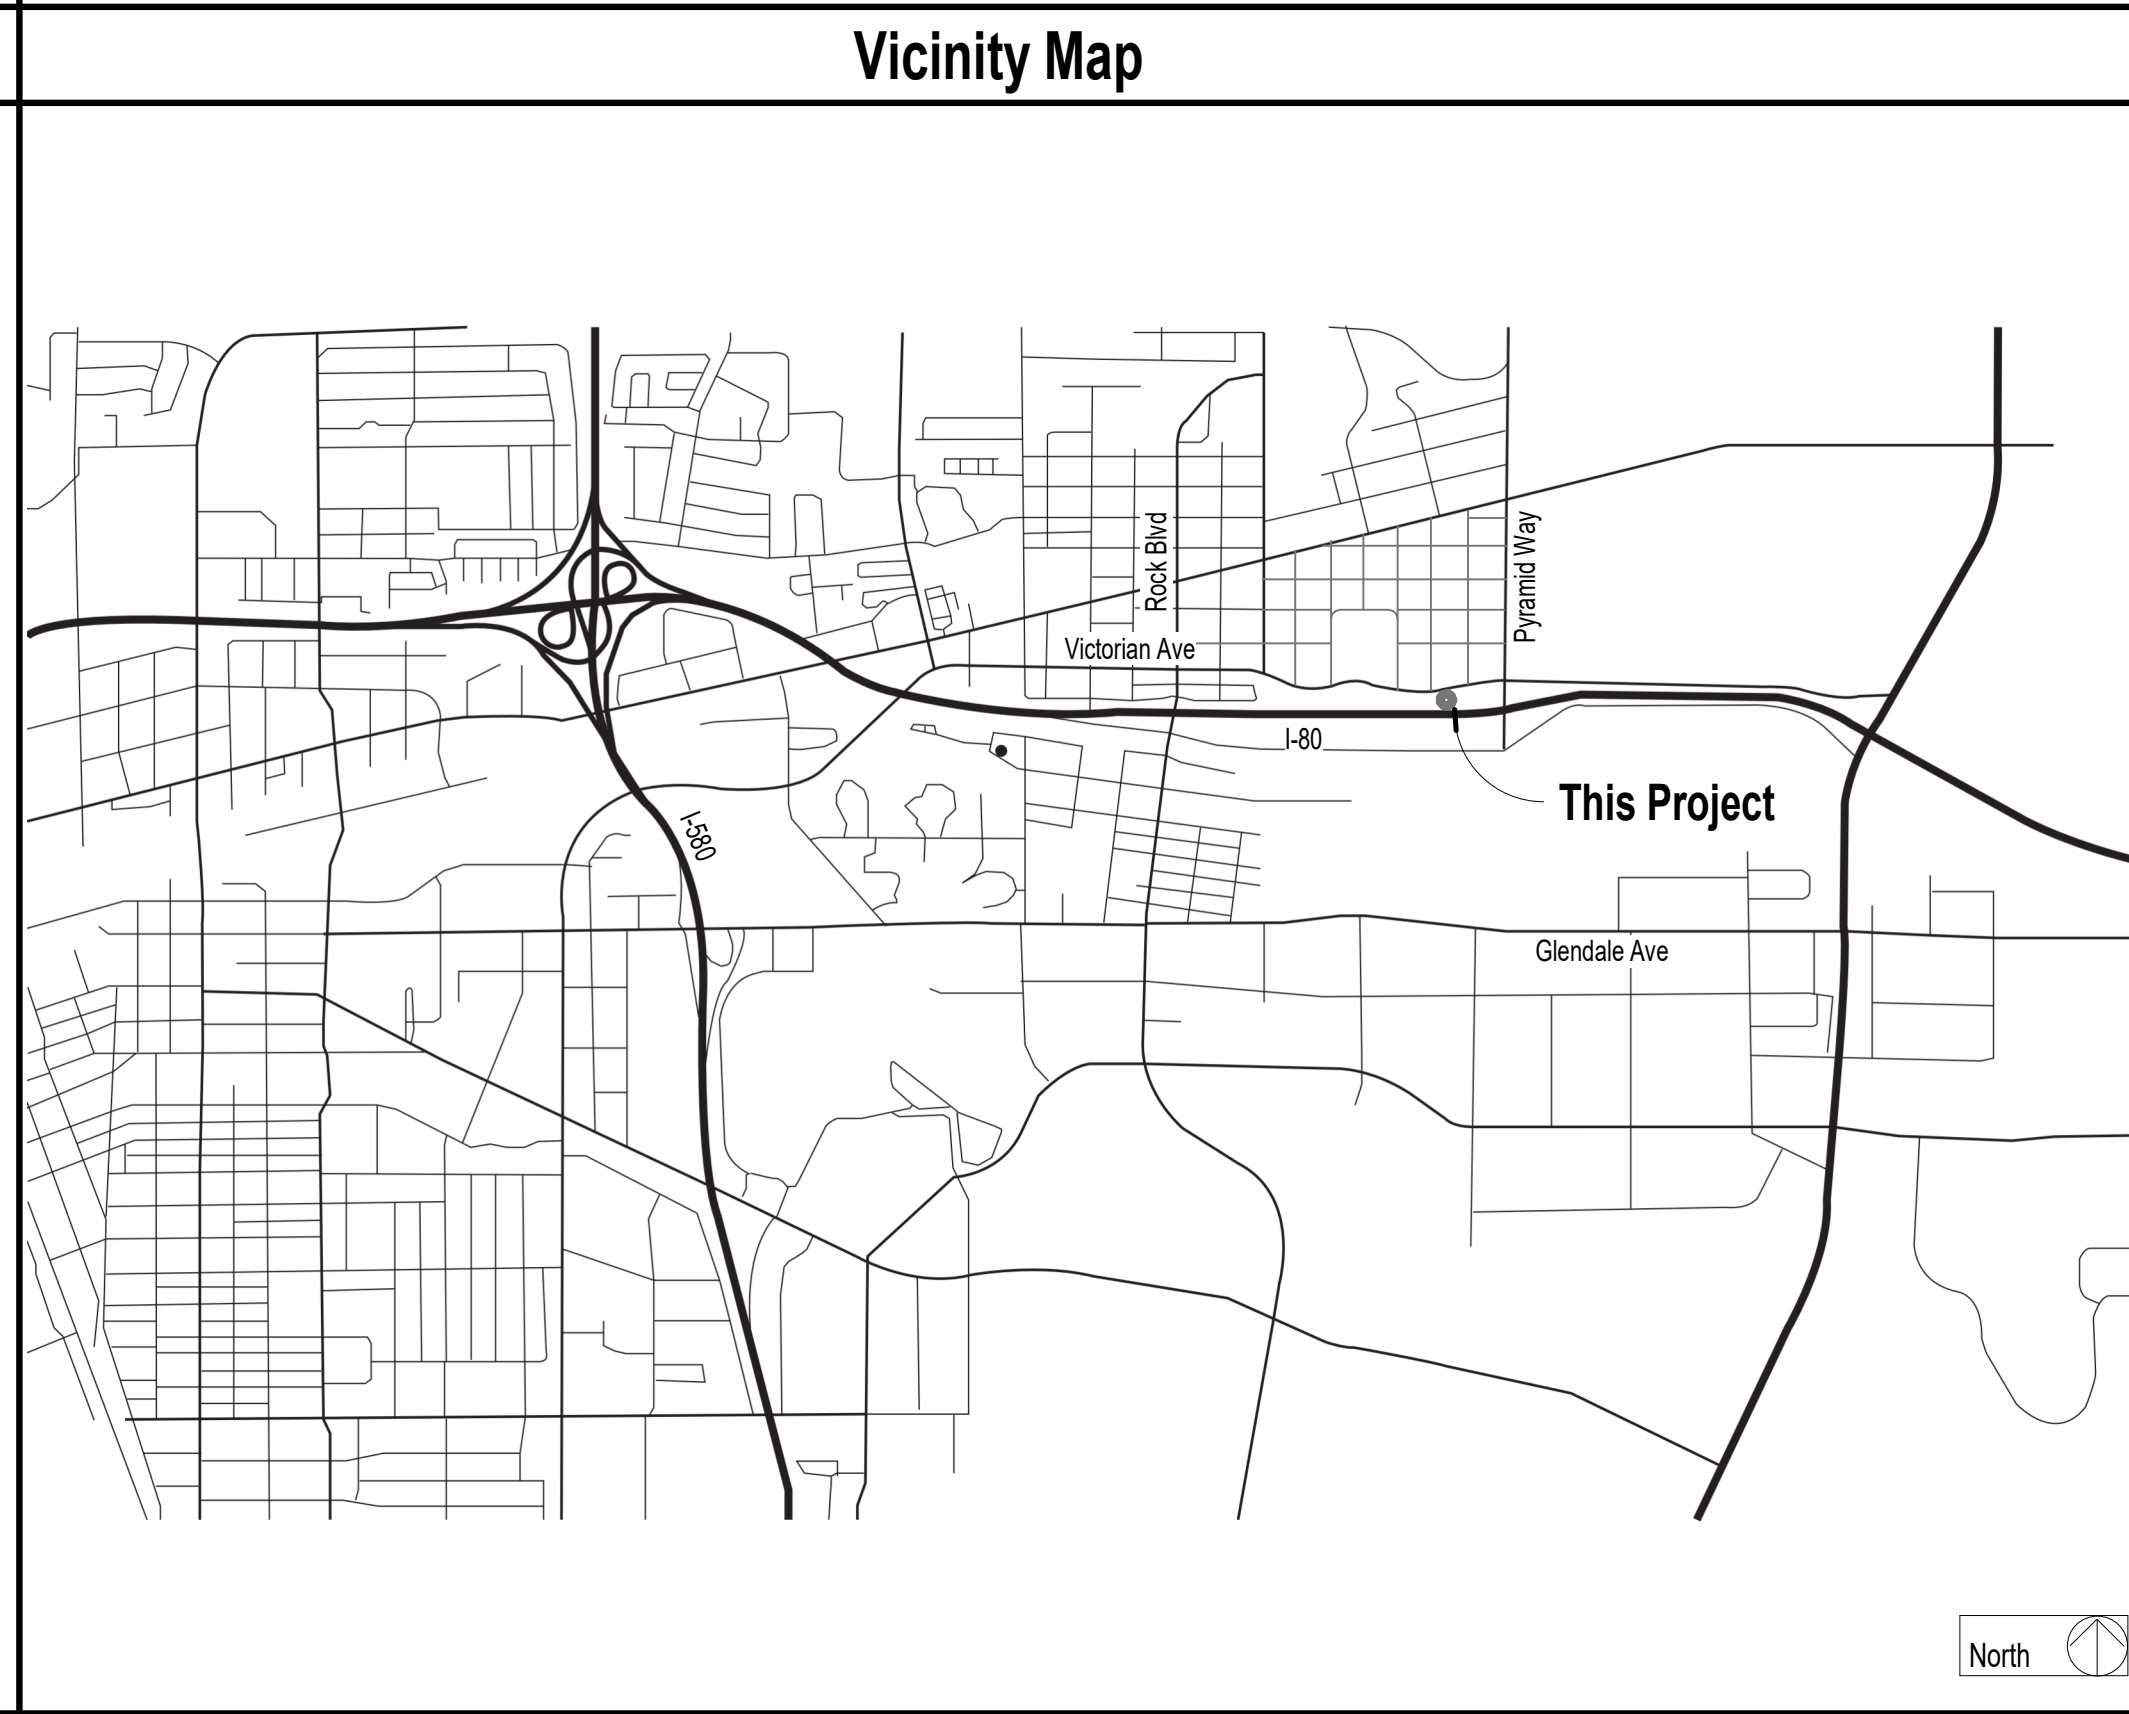 Vicinity Map
Rock Blvd
Pyramid Way
Victorian Ave
I-80
This Project
I-580
Glendale Ave
North